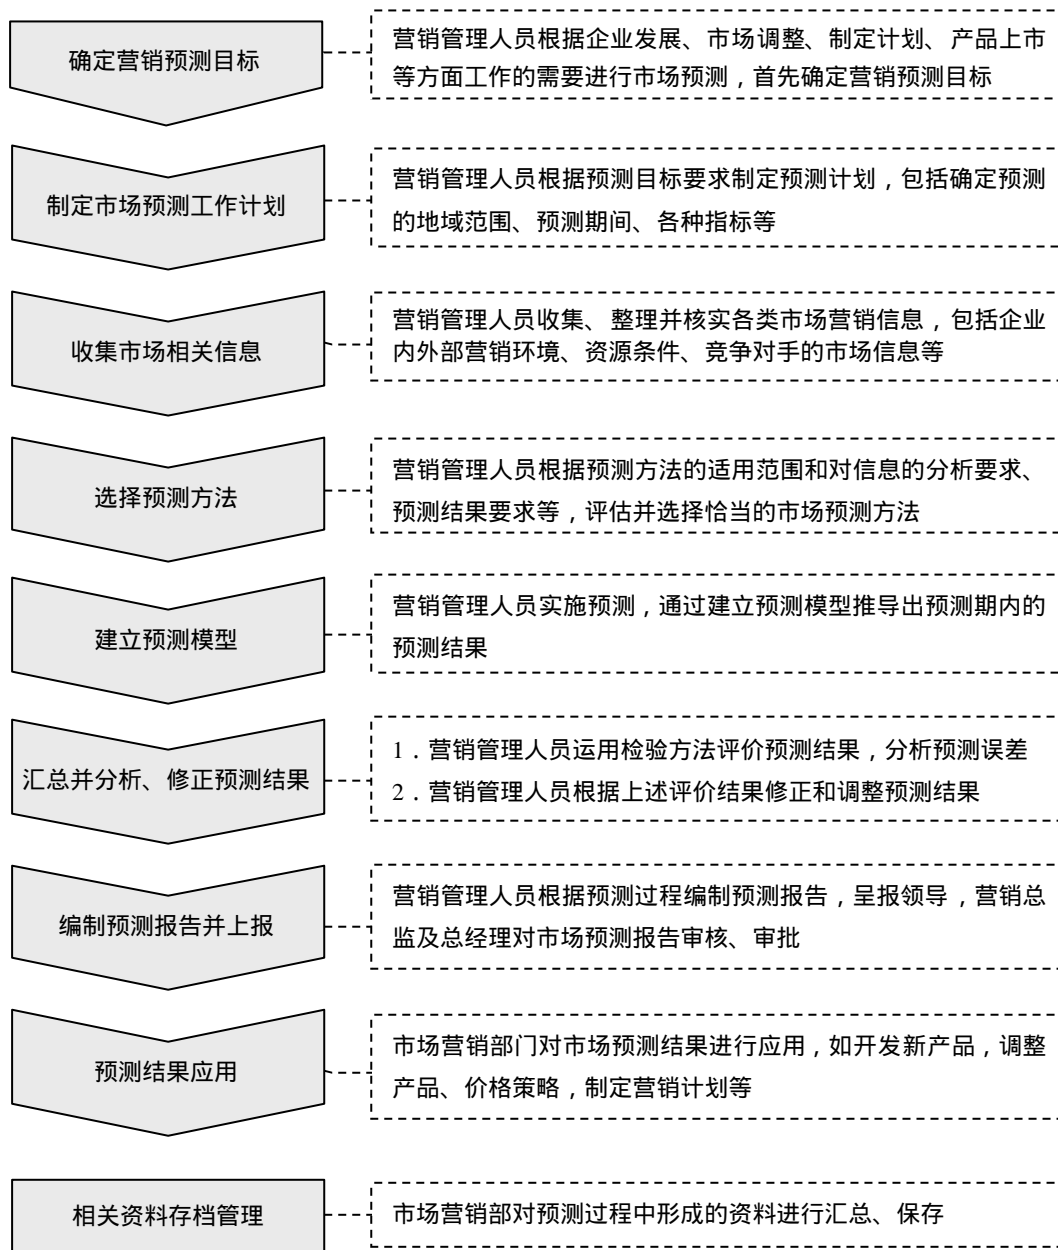 确定营销预测目标
营销管理人员根据企业发展、市场调整、制定计划、产品上市
等方面工作的需要进行市场预测，首先确定营销预测目标
制定市场预测工作计划
营销管理人员根据预测目标要求制定预测计划，包括确定预测
的地域范围、预测期间、各种指标等
收集市场相关信息
营销管理人员收集、整理并核实各类市场营销信息，包括企业
内外部营销环境、资源条件、竞争对手的市场信息等
选择预测方法
营销管理人员根据预测方法的适用范围和对信息的分析要求、
预测结果要求等，评估并选择恰当的市场预测方法
建立预测模型
营销管理人员实施预测，通过建立预测模型推导出预测期内的
预测结果
汇总并分析、修正预测结果
1．营销管理人员运用检验方法评价预测结果，分析预测误差
2．营销管理人员根据上述评价结果修正和调整预测结果
编制预测报告并上报
营销管理人员根据预测过程编制预测报告，呈报领导，营销总
监及总经理对市场预测报告审核、审批
预测结果应用
市场营销部门对市场预测结果进行应用，如开发新产品，调整
产品、价格策略，制定营销计划等
相关资料存档管理
市场营销部对预测过程中形成的资料进行汇总、保存